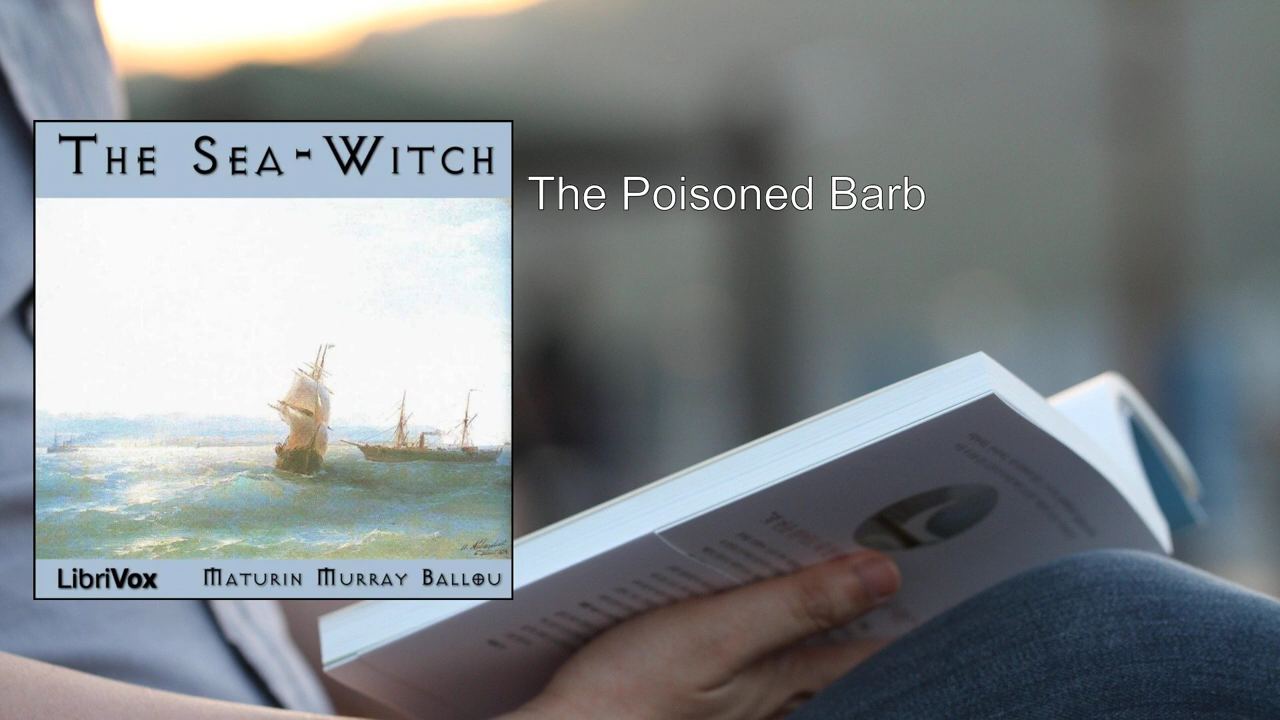 The Sea-Witch
The Poisoned Barb
LibriVox
Maturin Murray Ballou